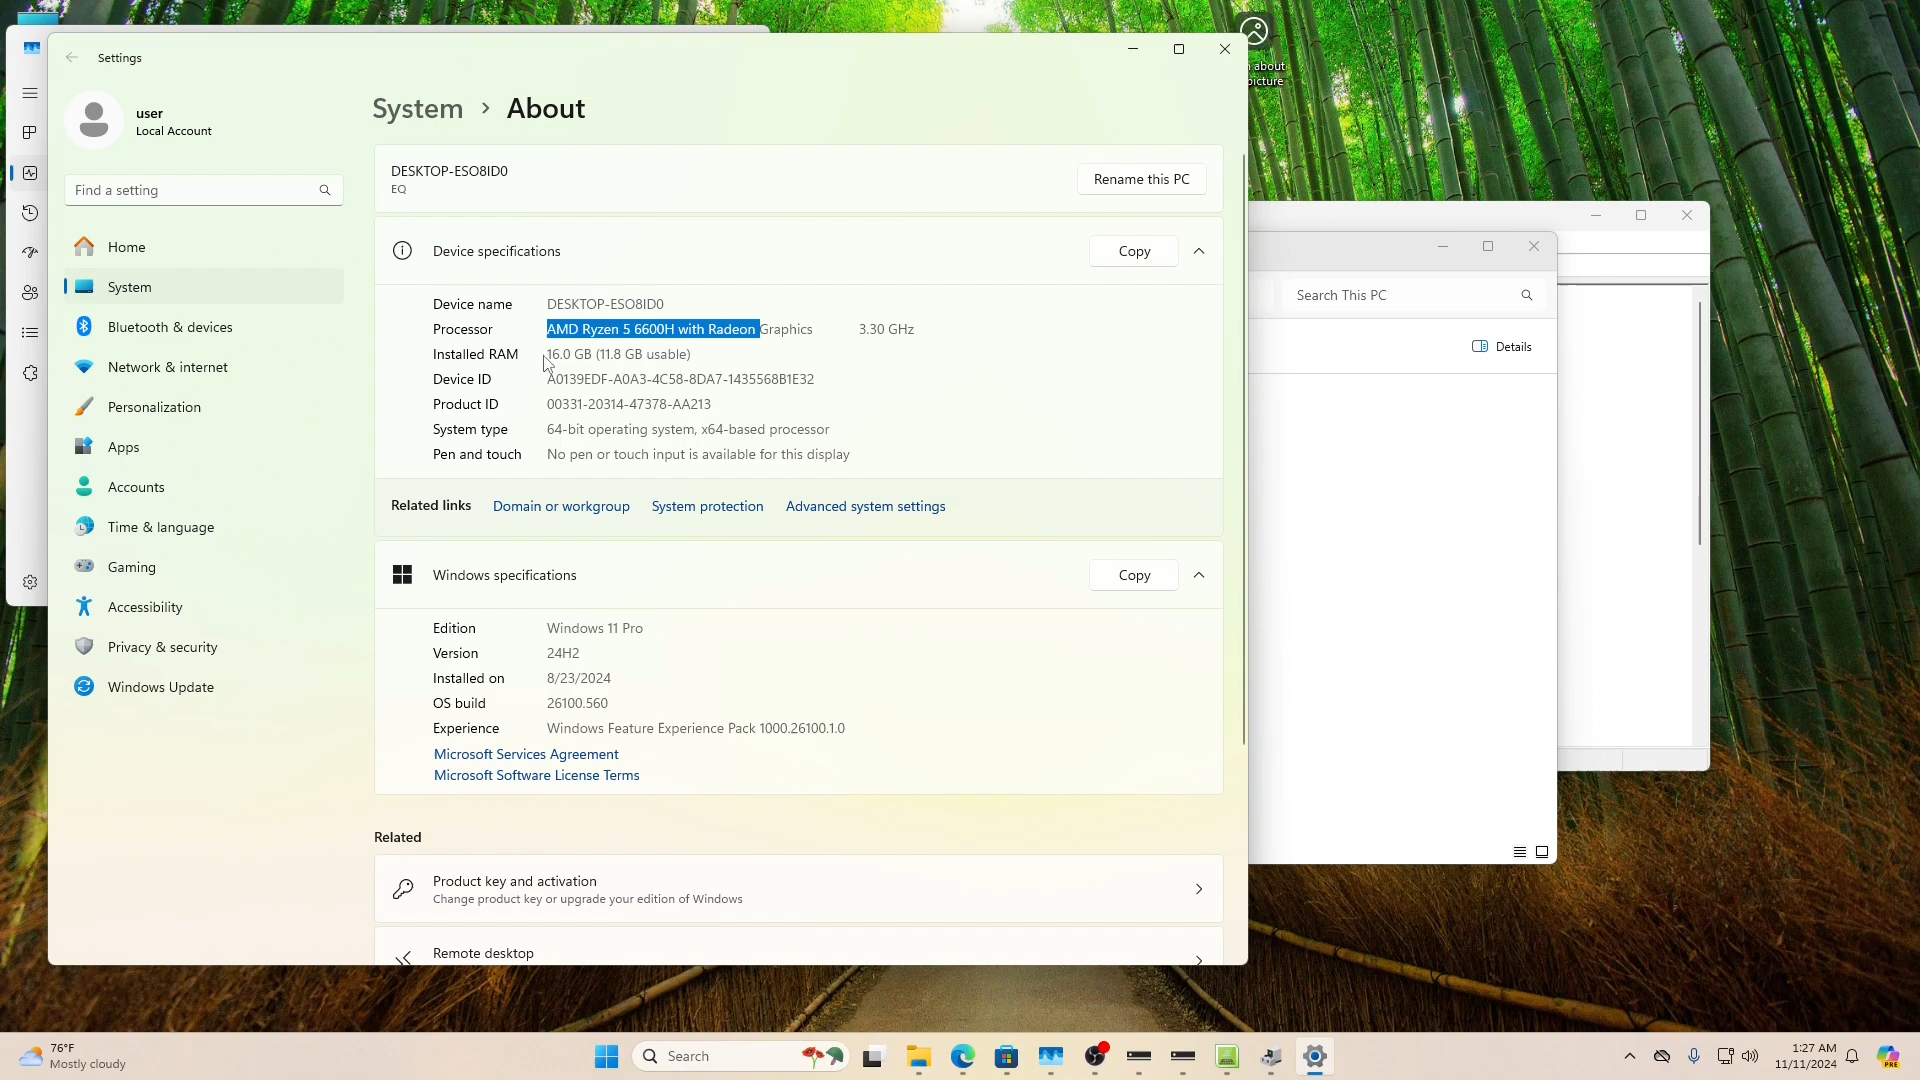 Settings
user
Local Account
Find a setting
Home
System
Bluetooth & devices
Network & internet
Personalization
Apps
Accounts
Time & language
Gaming
Accessibility
Privacy & security
Windows Update
System > About
DESKTOP-ESO8ID0
EQ
Rename this PC
Device specifications
Copy
Device name DESKTOP-ESO8ID0
Processor AMD Ryzen 5 6600H with Radeon Graphics 3.30 GHz
Installed RAM 16.0 GB (11.8 GB usable)
Device ID A0139EDF-A0A3-4C58-8DA7-1435568B1E32
Product ID 00331-20314-47378-AA213
System type 64-bit operating system, x64-based processor
Pen and touch No pen or touch input is available for this display
Related links Domain or workgroup System protection Advanced system settings
Windows specifications
Copy
Edition Windows 11 Pro
Version 24H2
Installed on 8/23/2024
OS build 26100.560
Experience Windows Feature Experience Pack 1000.26100.1.0
Microsoft Services Agreement
Microsoft Software License Terms
Related
Product key and activation
Change product key or upgrade your edition of Windows
Remote desktop
about
picture
Search This PC
Details
76°F
Mostly cloudy
Search
1:27 AM
11/11/2024
PRE